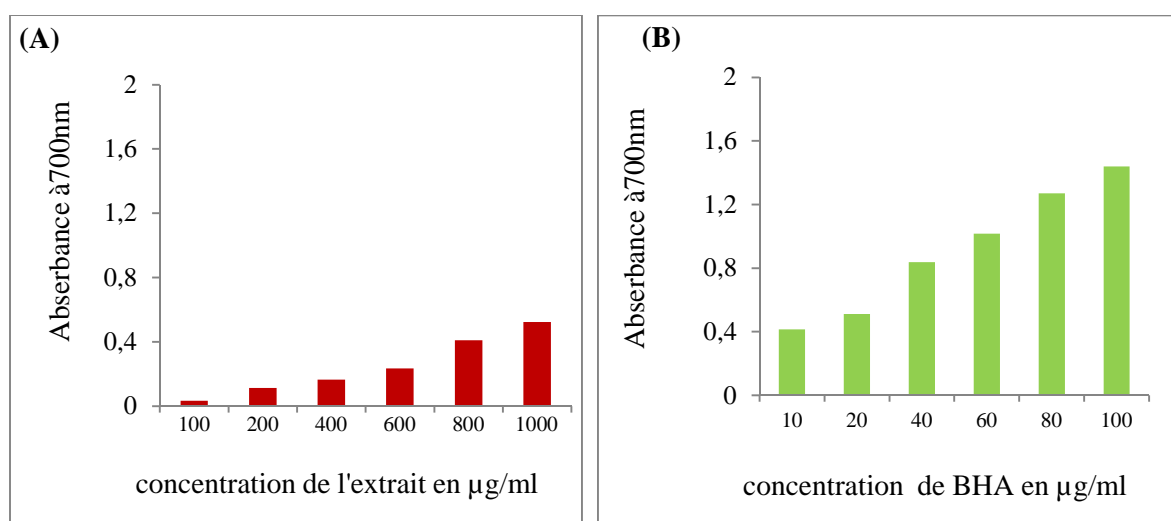 (A)
Abserbance à700nm
2
1,6
1,2
0,8
0,4
0
100 200 400 600 800 1000
concentration de l'extrait en µg/ml
(B)
Abserbance à700nm
2
1,6
1,2
0,8
0,4
0
10 20 40 60 80 100
concentration de BHA en µg/ml